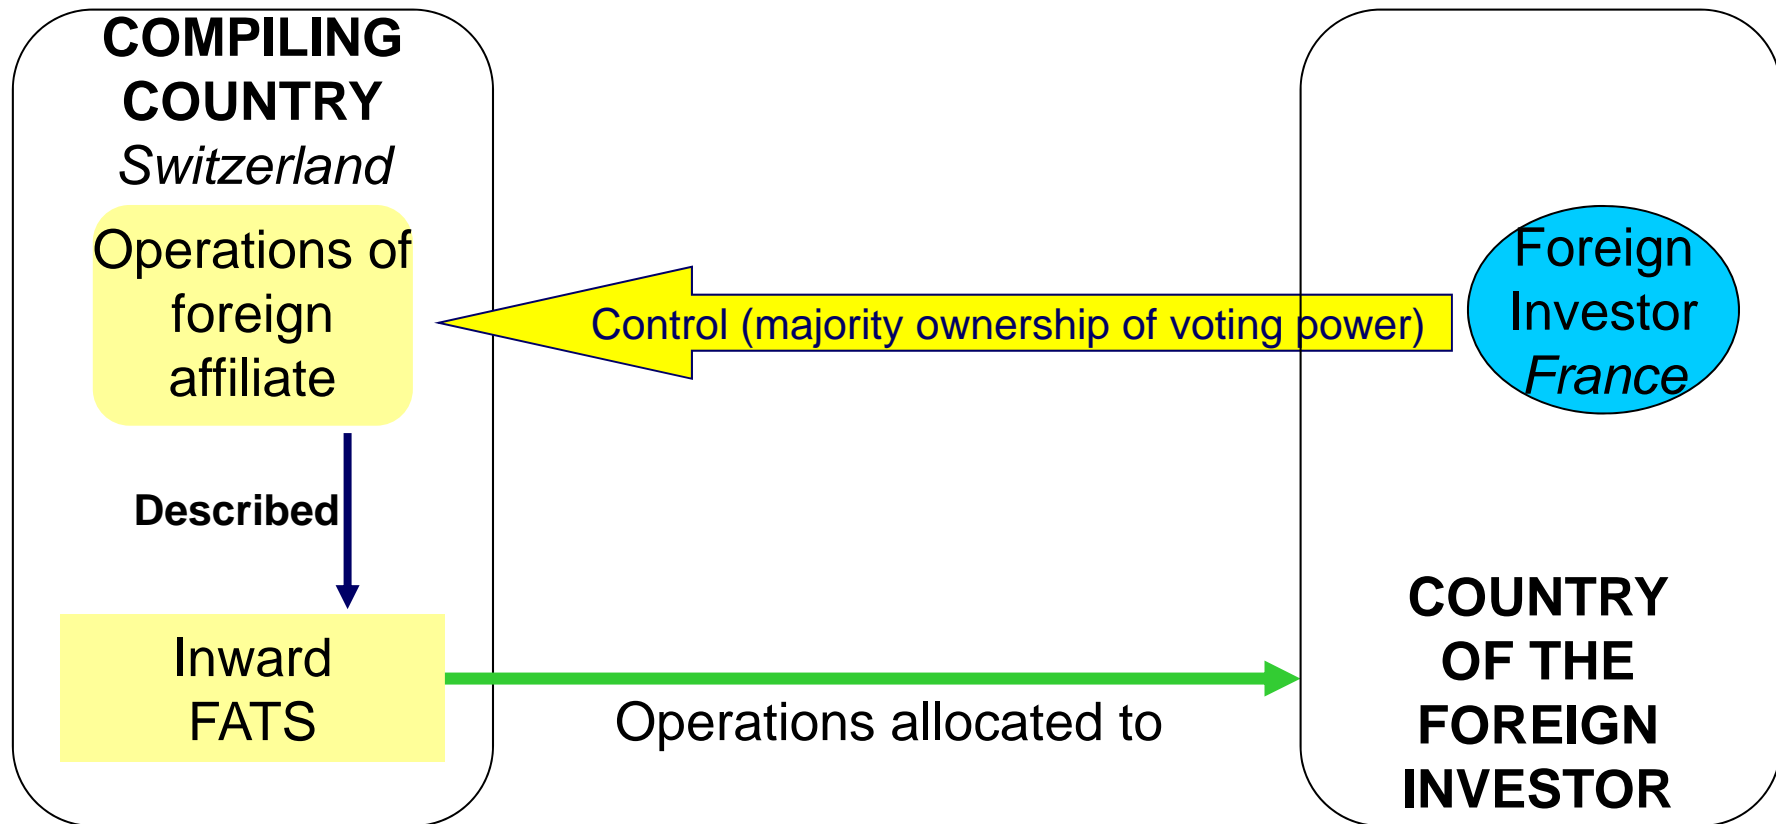 COMPILING
COUNTRY
Switzerland
Operations of
foreign
affiliate
Described
Inward
FATS
Control (majority ownership of voting power)
Operations allocated to
Foreign
Investor
France
COUNTRY
OF THE
FOREIGN
INVESTOR